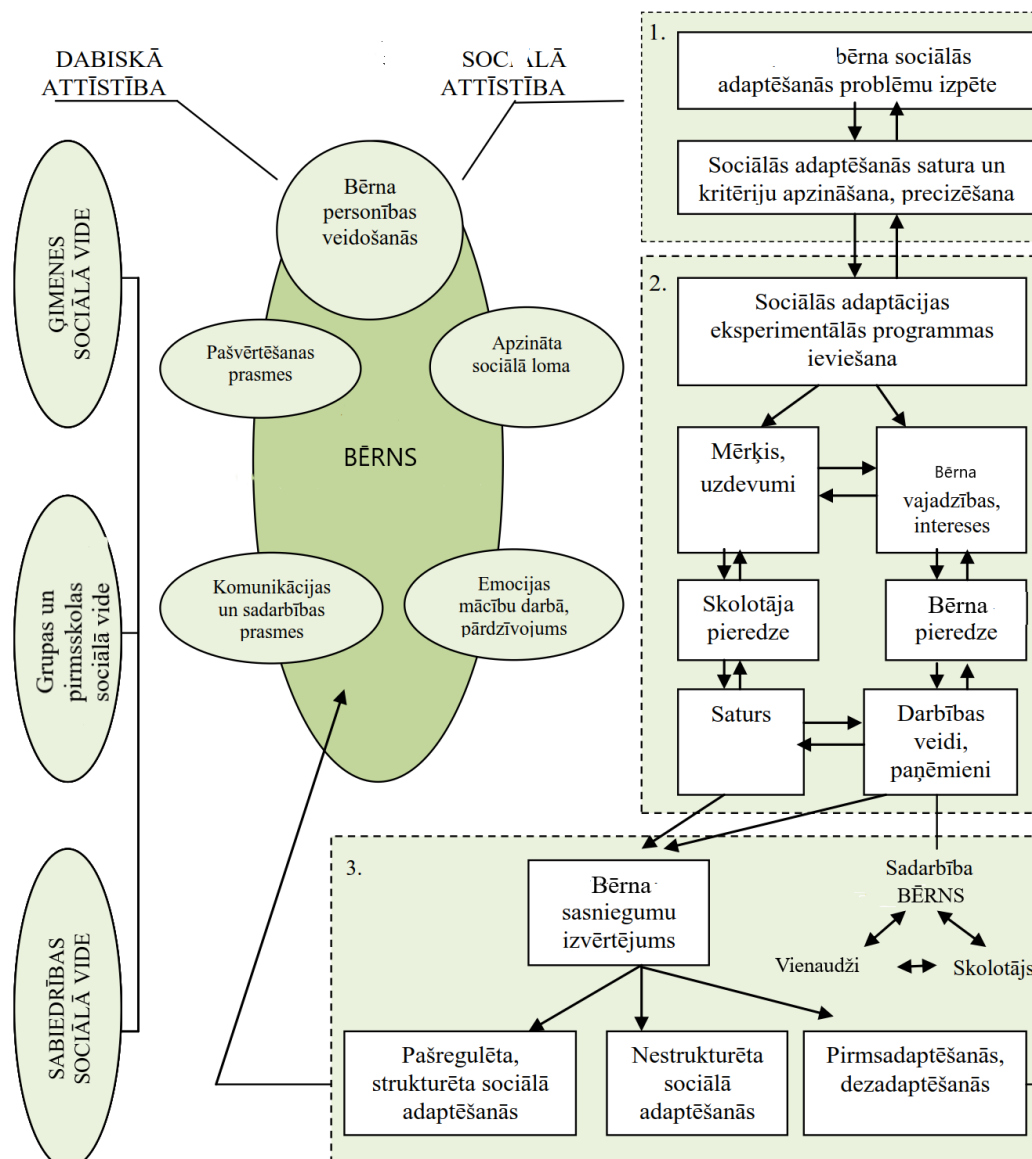 DABISKĀ
ATTĪSTĪBA
ATTĪSTĪBA
ĢIMENES
SOCIĀLĀ VIDE
Grupas un
pirmsskolas
sociālā vide
SABIEDRĪBAS
SOCIĀLĀ VIDE
Bērna
personības
veidošanās
Pašvērtēšanas
prasmes
Apzināta
sociālā loma
BĒRNS
Komunikācijas
un sadarbības
prasmes
Emocijas
mācību darbā,
pārdzīvojums
1.
bērna sociālās
adaptēšanās problēmu izpēte
Sociālās adaptēšanās satura un
kritēriju apzināšana, precizēšana
2.
Sociālās adaptācijas
eksperimentālās programmas
ieviešana
Mērķis,
uzdevumi
Bērna
vajadzības,
intereses
Skolotāja
pieredze
Bērna
pieredze
Saturs
Darbības
veidi,
paņēmieni
3.
Bērna
sasniegumu
izvērtējums
Sadarbība
BĒRNS
Vienaudži
Skolotājs
Pašregulēta,
strukturēta sociālā
adaptēšanās
Nestrukturēta
sociālā
adaptēšanās
Pirmsadaptēšanās,
dezadaptēšanās